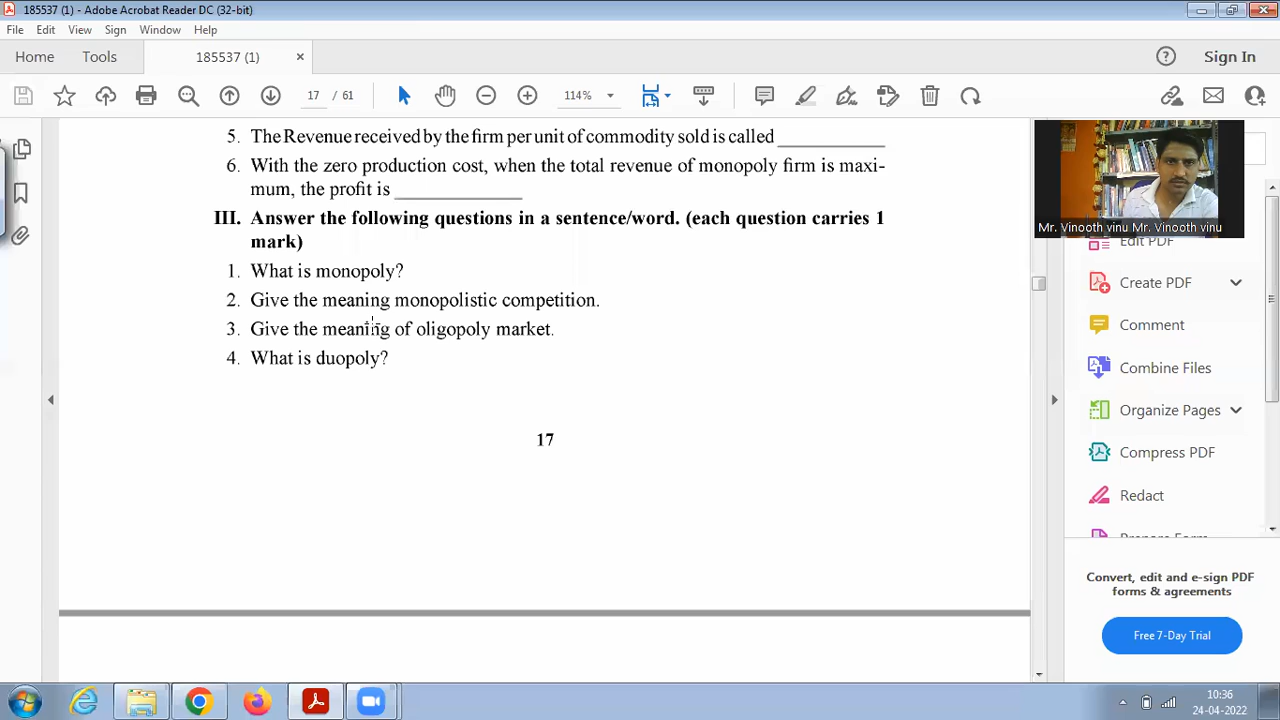 185537 (1) - Adobe Acrobat Reader DC (32-bit)
File Edit View Sign Window Help
Home Tools 185537 (1) × Sign In
17 / 61 114%
5. The Revenue received by the firm per unit of commodity sold is called ____________
6. With the zero production cost, when the total revenue of monopoly firm is maxi-
mum, the profit is ______________
III. Answer the following questions in a sentence/word. (each question carries 1
mark)
1. What is monopoly?
2. Give the meaning monopolistic competition.
3. Give the meaning of oligopoly market.
4. What is duopoly?
17
Mr. Vinooth vinu Mr. Vinooth vinu
Edit PDF
Create PDF
Comment
Combine Files
Organize Pages
Compress PDF
Redact
Prepare Form
Convert, edit and e-sign PDF
forms & agreements
Free 7-Day Trial
10:36
24-04-2022